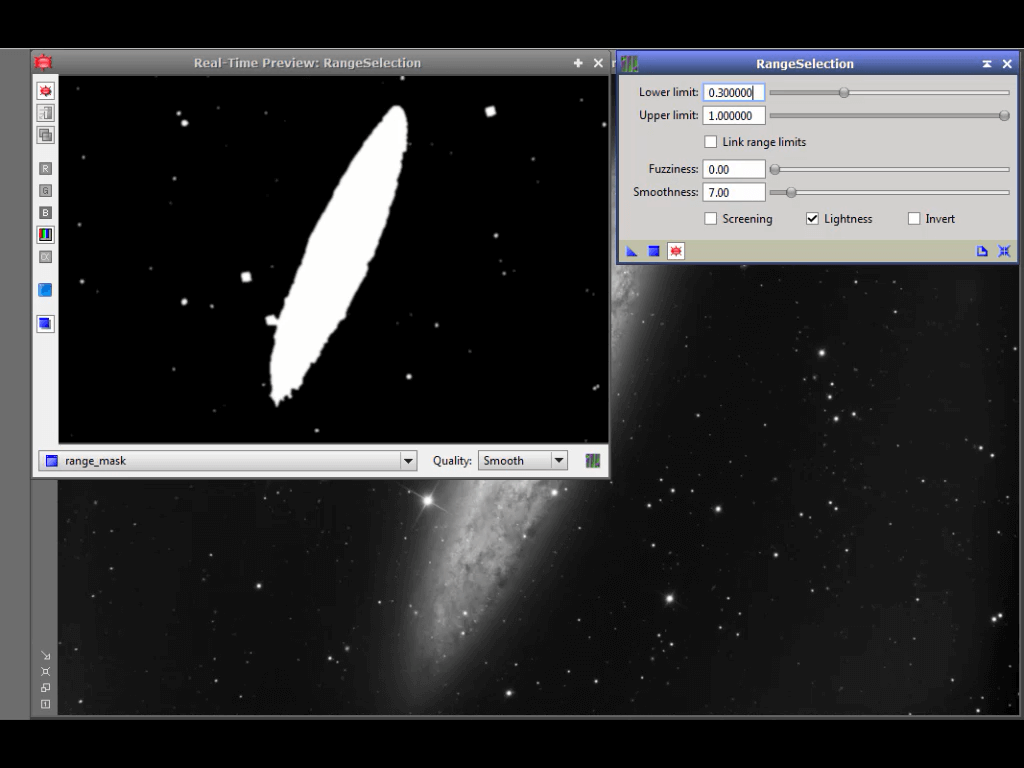 Real-Time Preview: RangeSelection
R
G
B
range_mask
Quality: Smooth
RangeSelection
Lower limit: 0.300000
Upper limit: 1.000000
Link range limits
Fuzziness: 0.00
Smoothness: 7.00
Screening Lightness Invert